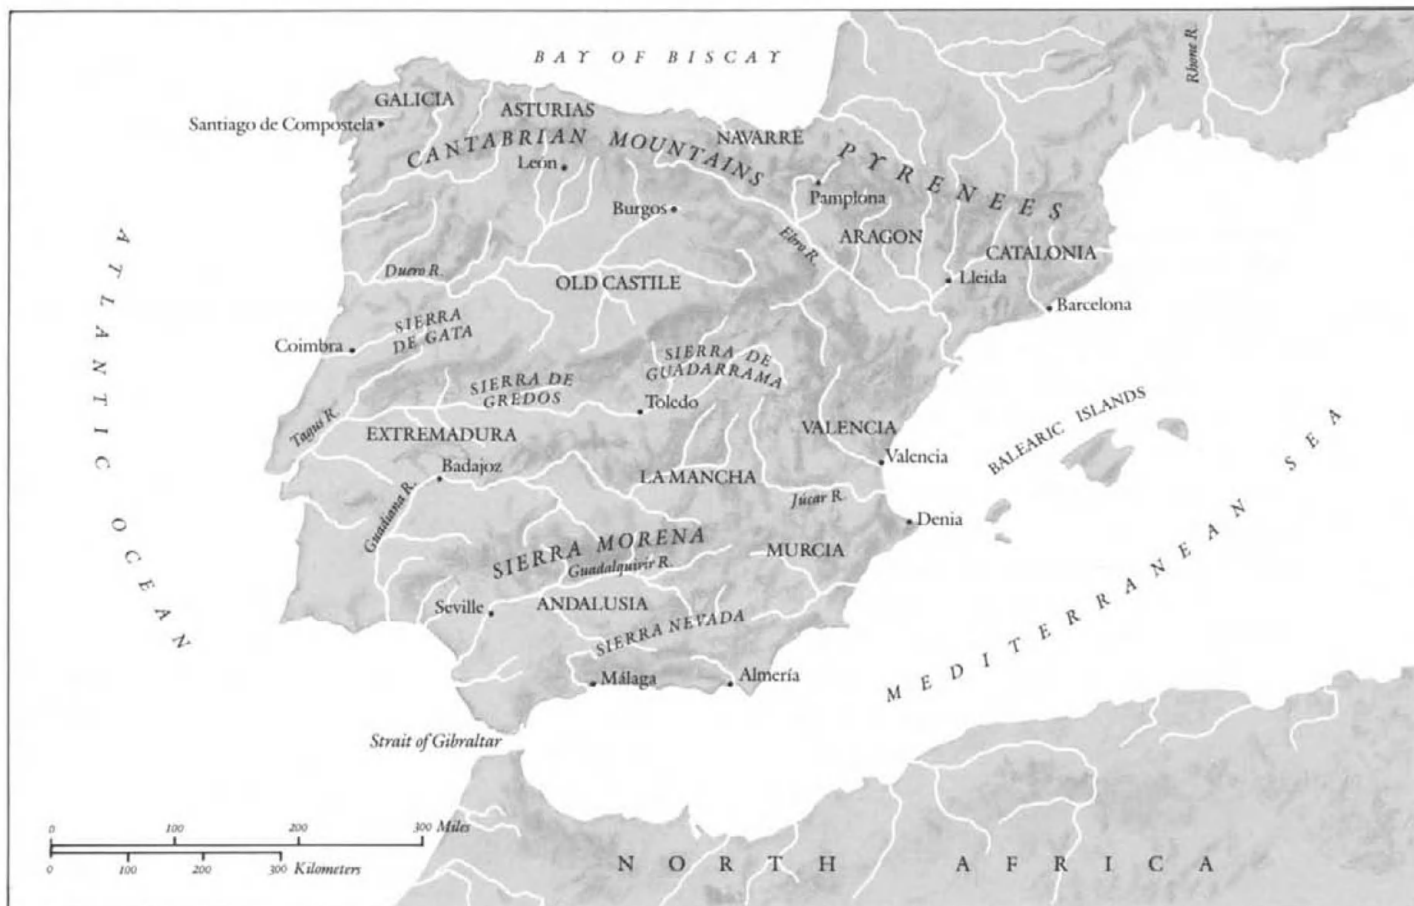 BAY OF BISCAY
Rhone R.
GALICIA
ASTURIAS
Santiago de Compostela
CANTABRIAN MOUNTAINS
NAVARRE
PYRENEES
León
Pamplona
Burgos
ARAGON
Ebro R.
CATALONIA
Duero R.
OLD CASTILE
Lleida
Barcelona
ATLANTIC OCEAN
SIERRA
DE GATA
Coimbra
SIERRA DE
GUADARRAMA
SIERRA DE
GREDOS
Toledo
BALEARIC ISLANDS
Tagus R.
EXTREMADURA
VALENCIA
Valencia
Badajoz
LA MANCHA
Júcar R.
Guadiana R.
Denia
SIERRA MORENA
MURCIA
Guadalquivir R.
Seville
ANDALUSIA
SIERRA NEVADA
MEDITERRANEAN SEA
Málaga
Almería
Strait of Gibraltar
0 100 200 300 Miles
0 100 200 300 Kilometers
NORTH AFRICA